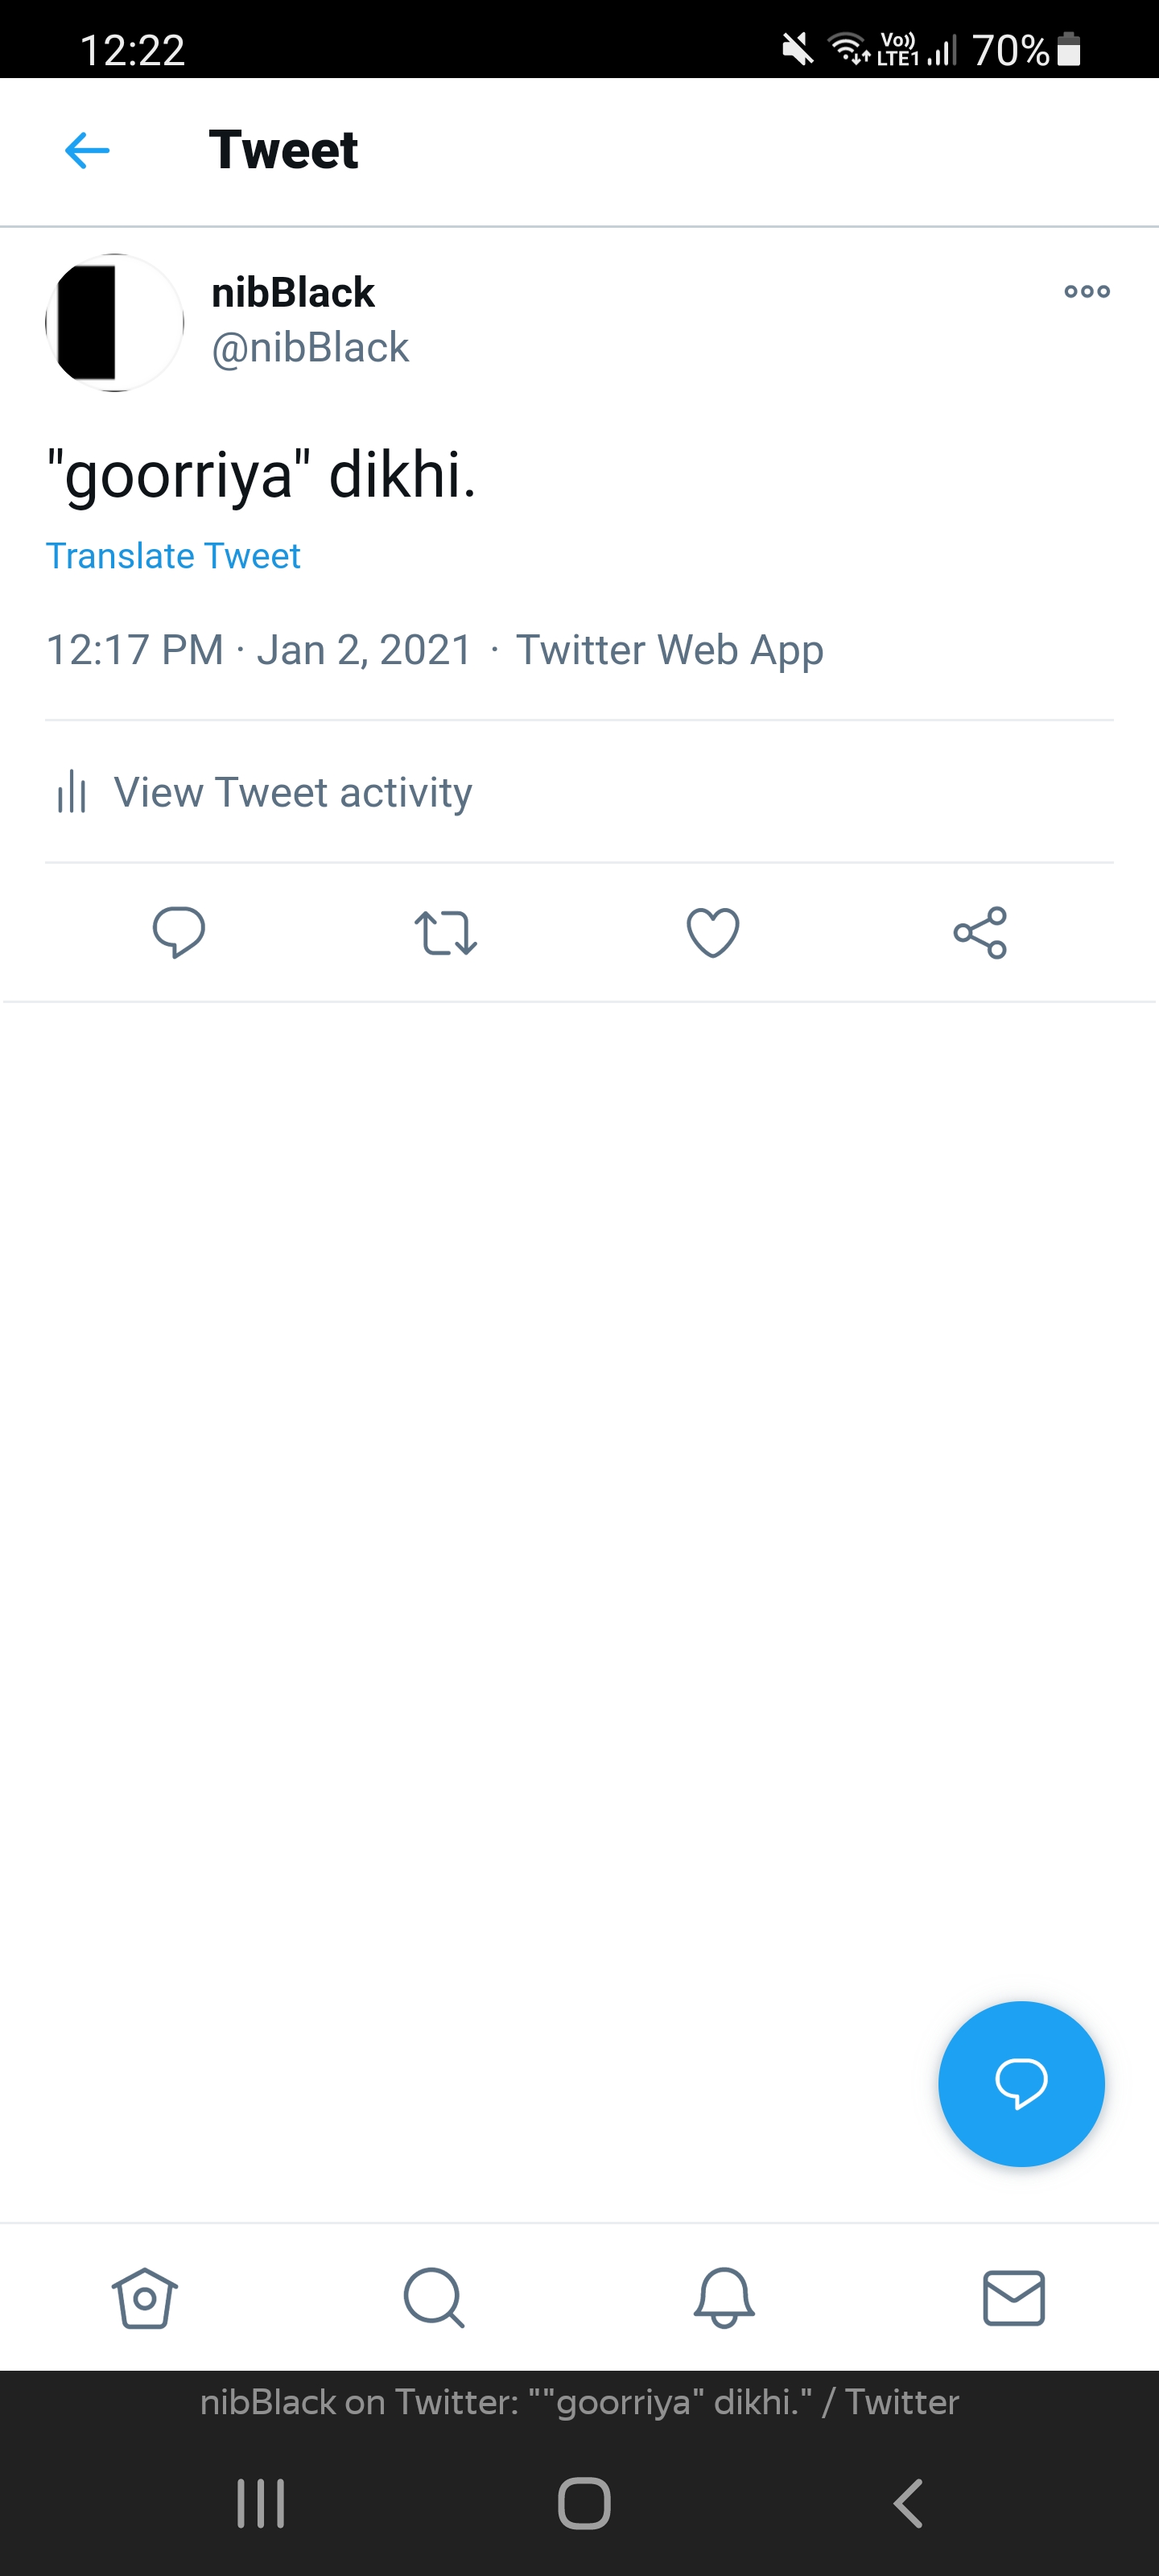 12:22
Vo)) LTE1 70%
Tweet
nibBlack
@nibBlack
"goorriya" dikhi.
Translate Tweet
12:17 PM · Jan 2, 2021 · Twitter Web App
View Tweet activity
nibBlack on Twitter: ""goorriya" dikhi." / Twitter